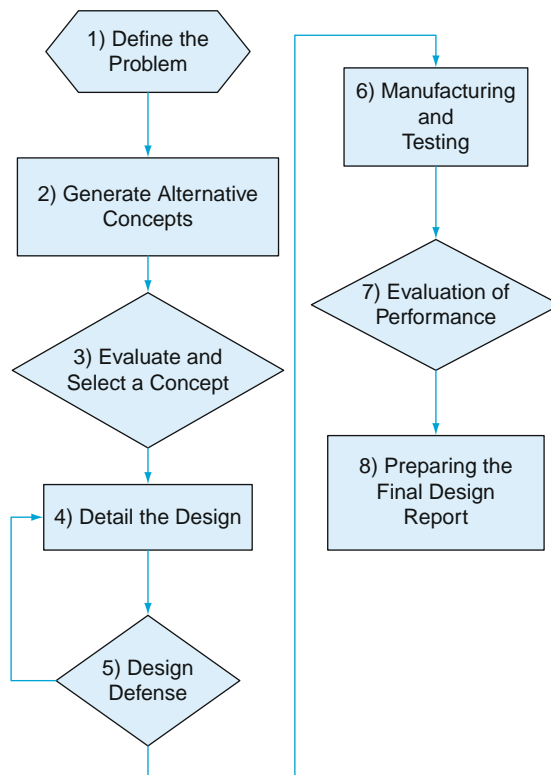 1) Define the
Problem
2) Generate Alternative
Concepts
3) Evaluate and
Select a Concept
4) Detail the Design
5) Design
Defense
6) Manufacturing
and
Testing
7) Evaluation of
Performance
8) Preparing the
Final Design
Report